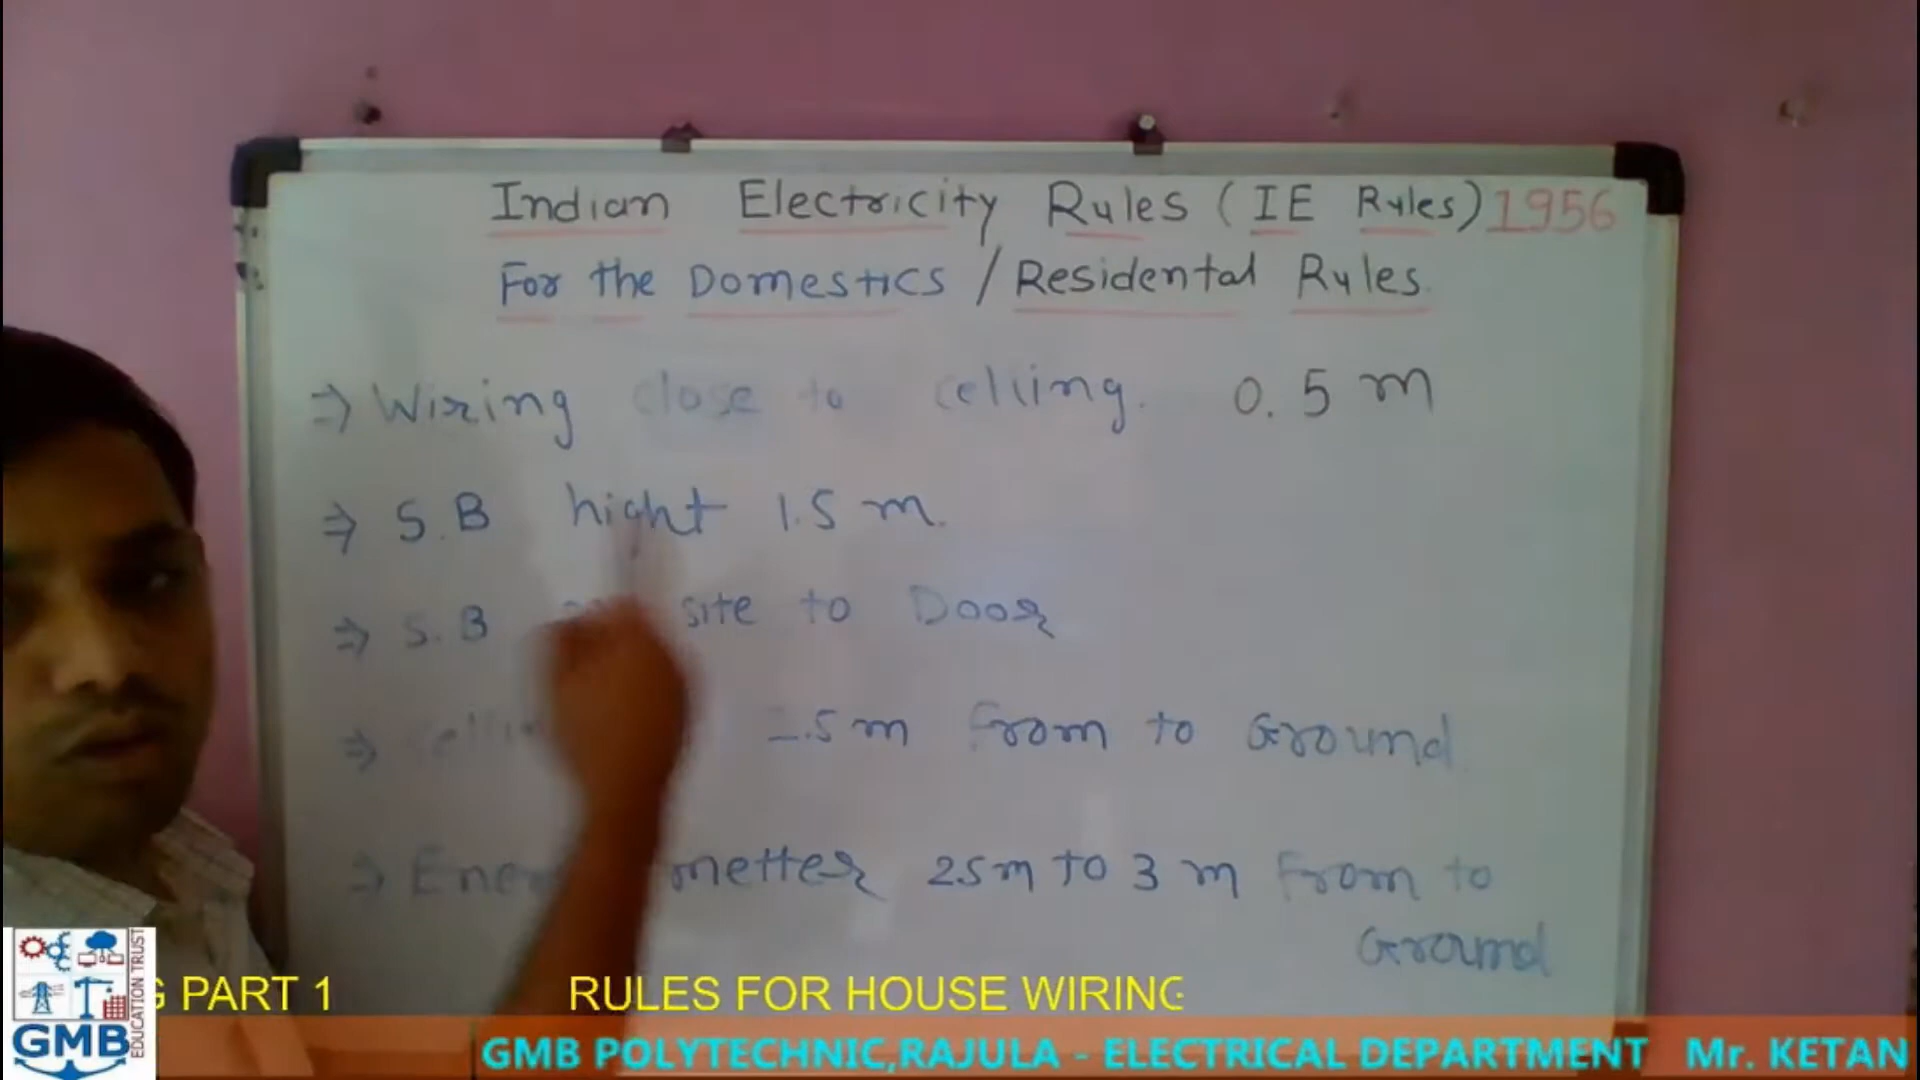 Indian Electricity Rules (IE Rules) 1956
For the Domestics / Residental Rules.
⇒ Wiring close to celling. 0.5 m
⇒ S.B hight 1.5 m.
⇒ S.B site to Door
⇒ .5 m From to Ground
⇒ metter 2.5m to 3 m From to
Ground
PART 1 RULES FOR HOUSE WIRING
GMB
EDUCATION TRUST
GMB POLYTECHNIC,RAJULA - ELECTRICAL DEPARTMENT Mr. KETAN